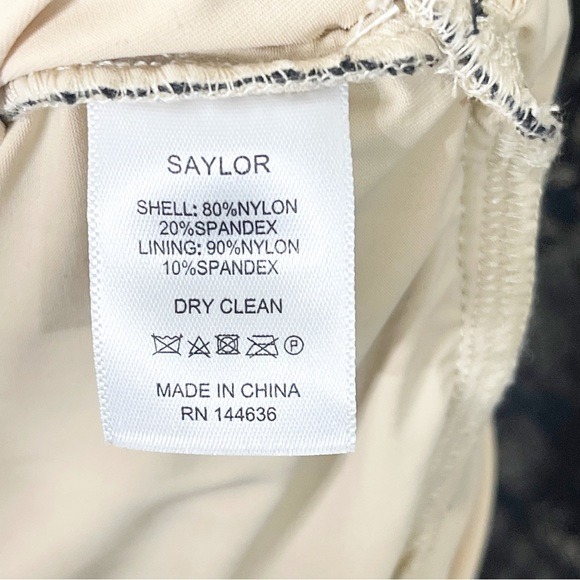 SAYLOR
SHELL: 80%NYLON
20%SPANDEX
LINING: 90%NYLON
10%SPANDEX
DRY CLEAN
P
MADE IN CHINA
RN 144636